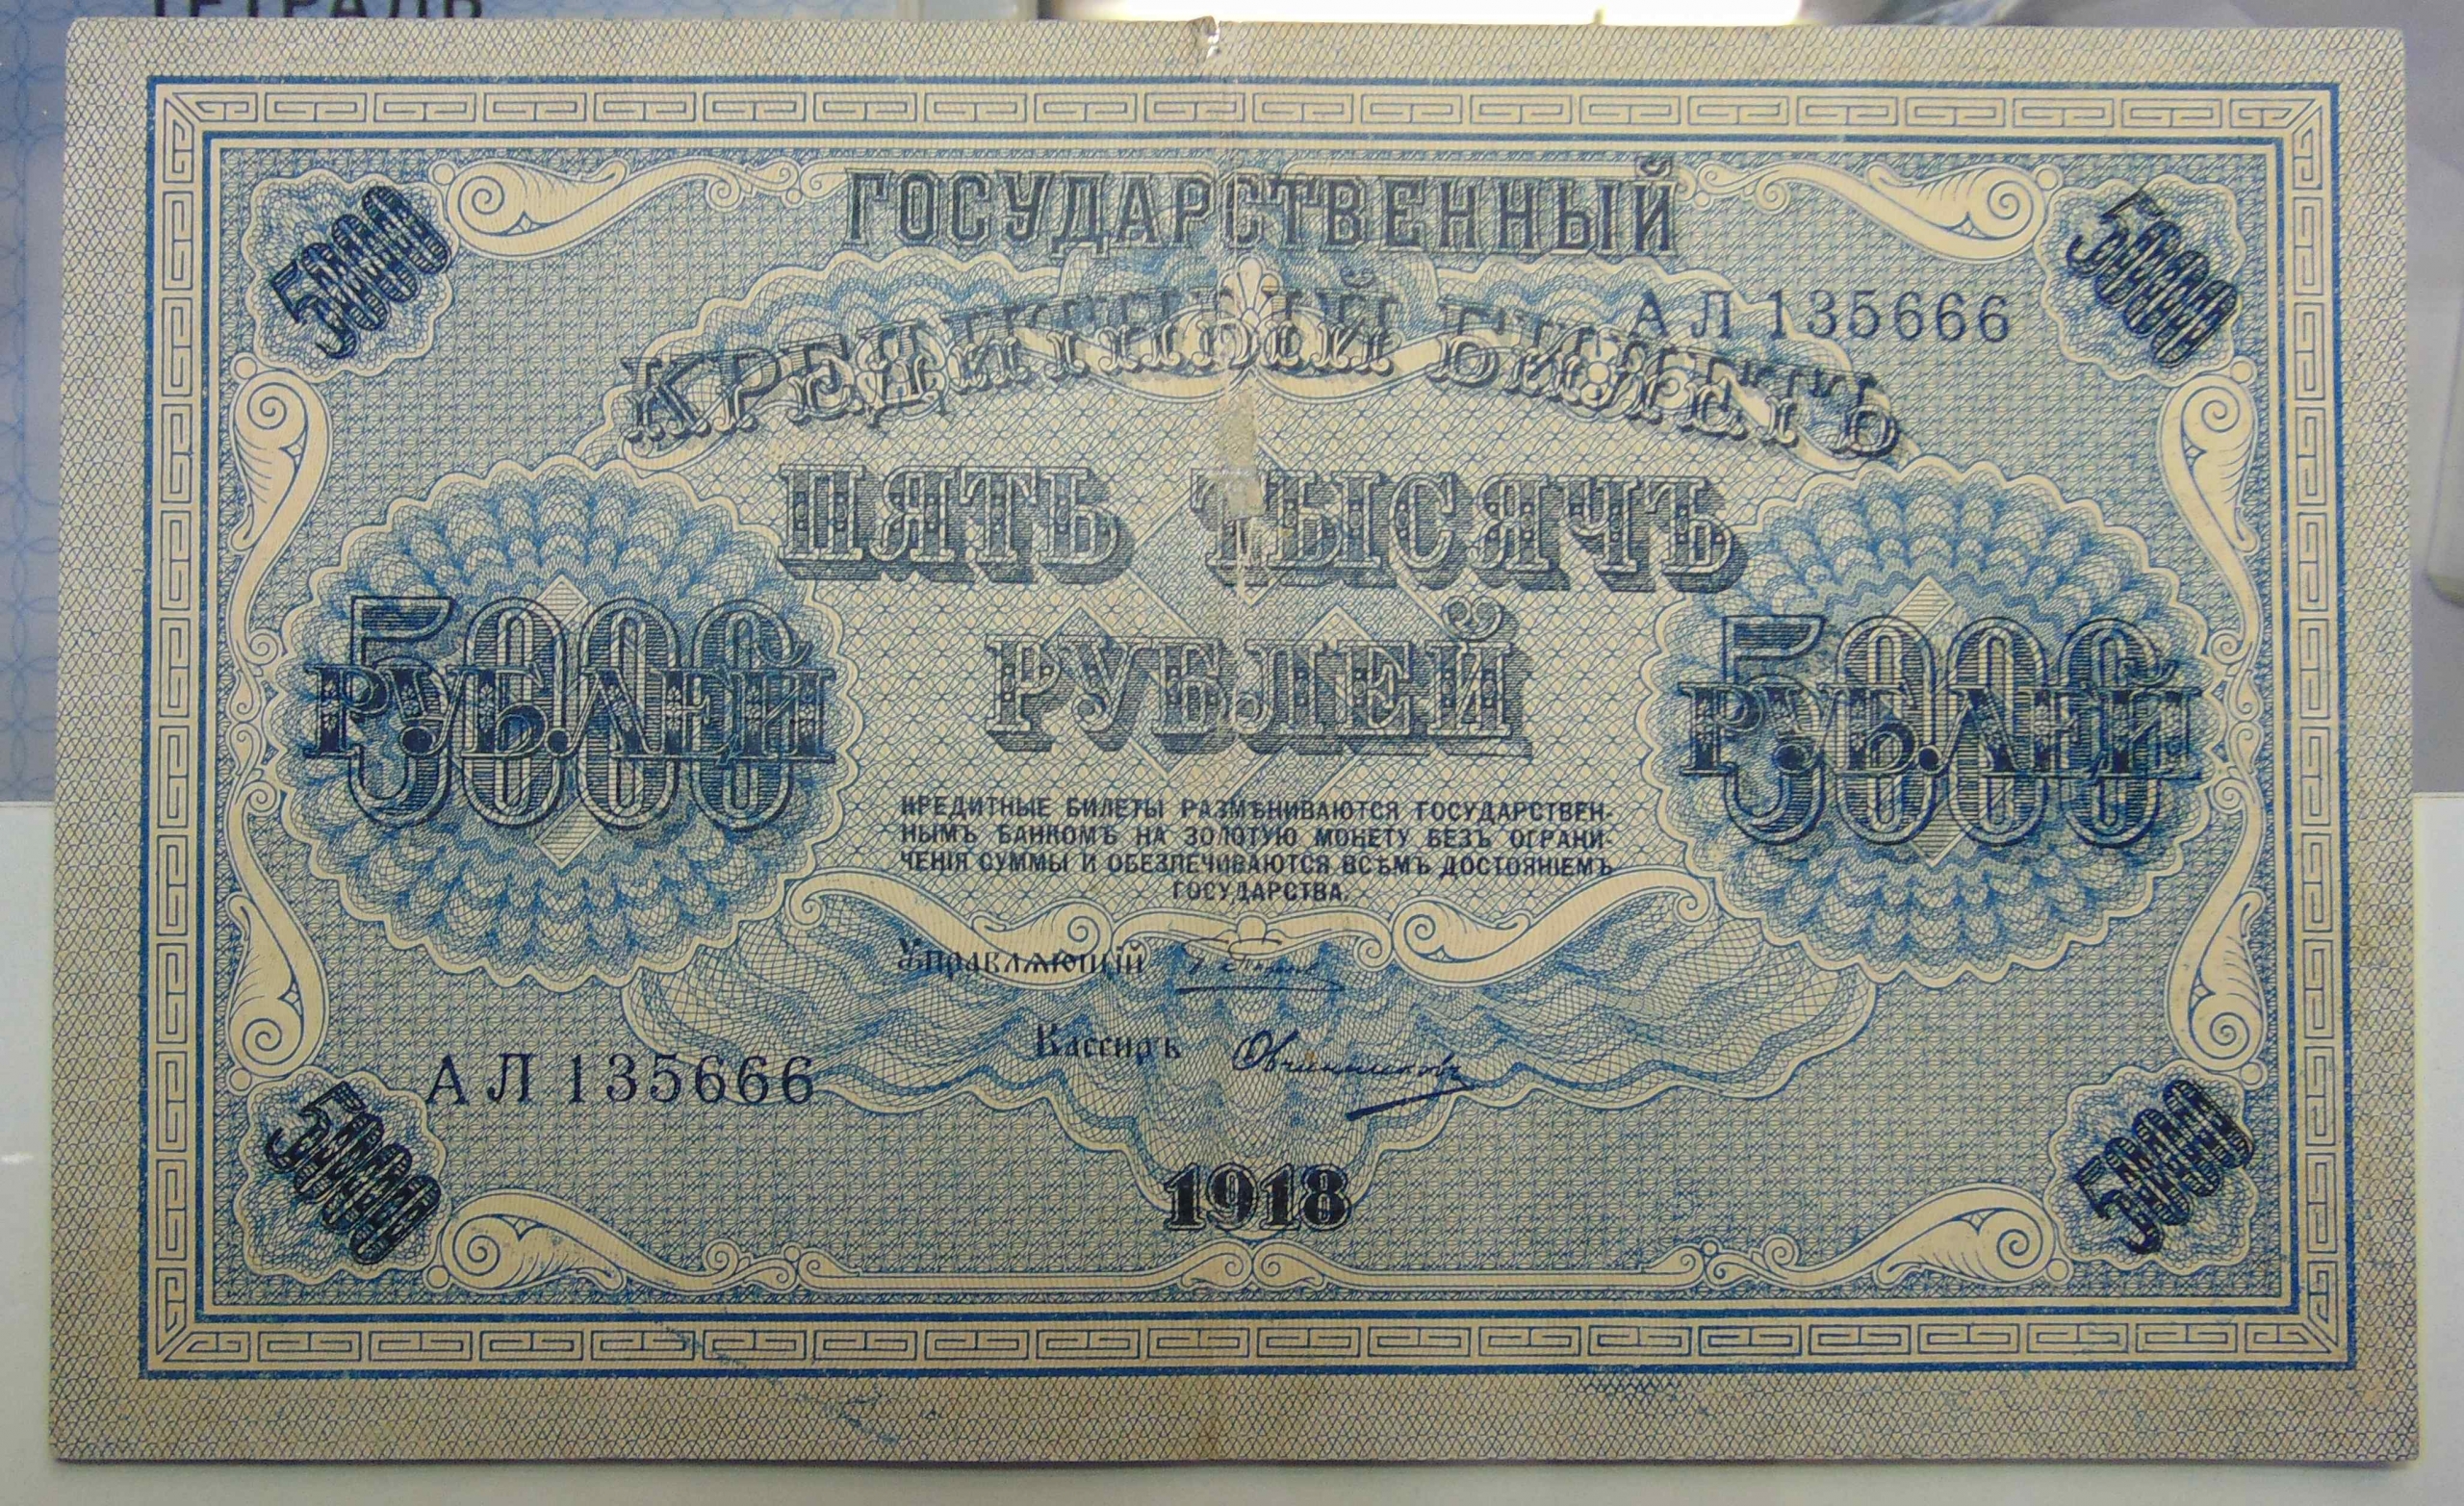 ТЕТРАДЬ
ГОСУДАРСТВЕННЫЙ
5000
5000
КРЕДИТНЫЙ БИЛЕТЪ
АЛ 135666
ПЯТЬ ТЫСЯЧЪ
РУБЛЕЙ
5000
РУБЛЕЙ
5000
РУБЛЕЙ
КРЕДИТНЫЕ БИЛЕТЫ РАЗМѢНИВАЮТСЯ ГОСУДАРСТВЕН-
НЫМЪ БАНКОМЪ НА ЗОЛОТУЮ МОНЕТУ БЕЗЪ ОГРАНИ-
ЧЕНІЯ СУММЫ И ОБЕЗПЕЧИВАЮТСЯ ВСѢМЪ ДОСТОЯНІЕМЪ
ГОСУДАРСТВА.
Управляющій
Кассиръ Овчинниковъ
АЛ 135666
5000
5000
1918